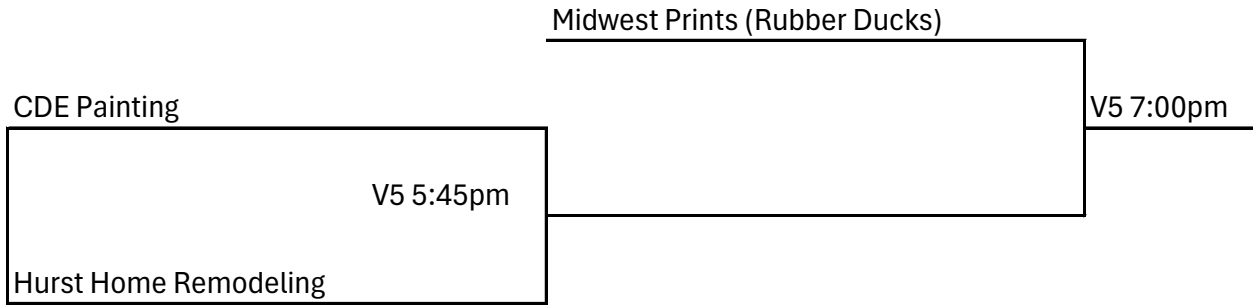 Midwest Prints (Rubber Ducks)
CDE Painting
V5 7:00pm
V5 5:45pm
Hurst Home Remodeling